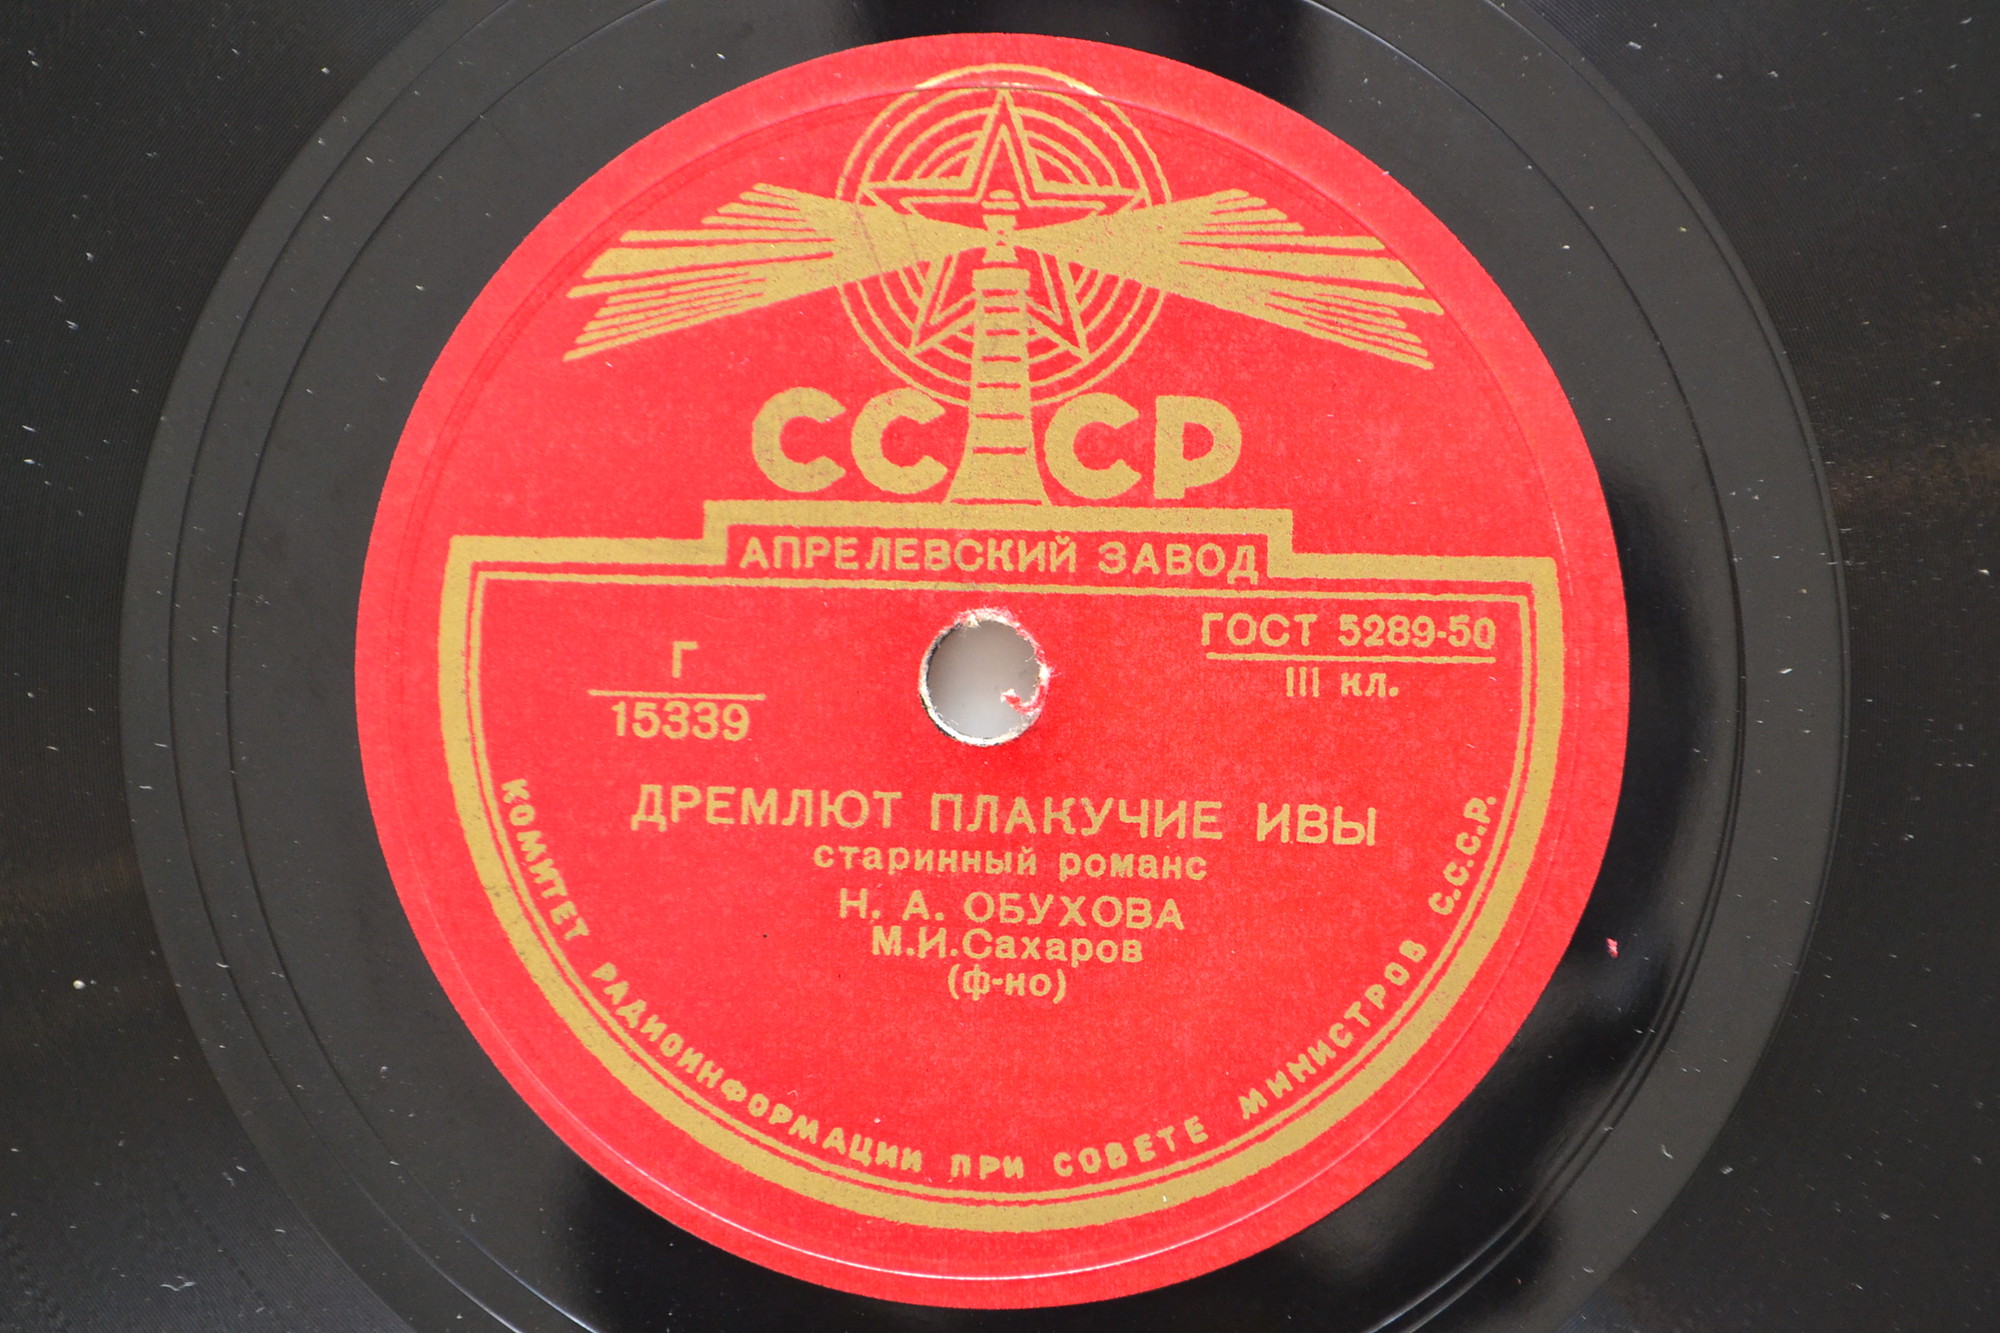 СССР
АПРЕЛЕВСКИЙ ЗАВОД
ГОСТ 5289-50
III кл.
Г
15339
ДРЕМЛЮТ ПЛАКУЧИЕ ИВЫ
старинный романс
Н. А. ОБУХОВА
М.И.Сахаров
(ф-но)
КОМИТЕТ РАДИОИНФОРМАЦИИ ПРИ СОВЕТЕ МИНИСТРОВ С.С.С.Р.